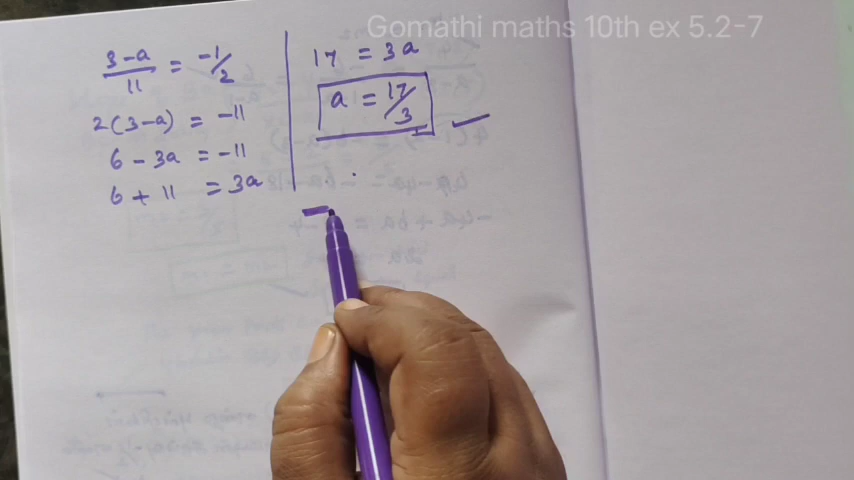 Gomathi maths 10th ex 5.2-7
3-a/11 = -1/2
2(3-a) = -11
6 - 3a = -11
6 + 11 = 3a
17 = 3a
a = 17/3